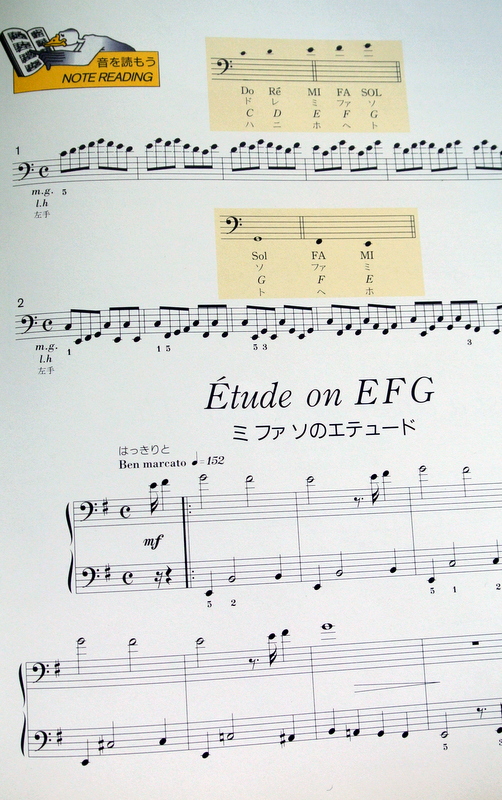 音を読もう
NOTE READING
Do Ré MI FA SOL
ド レ ミ ファ ソ
C D E F G
ハ ニ ホ ヘ ト
1
m.g. 5
l.h
左手
Sol FA MI
ソ ファ ミ
G F E
ト ヘ ホ
2
m.g. 1 1 5 5 3 3
l.h
左手
Étude on EFG
ミ ファ ソのエテュード
はっきりと
Ben marcato ♩=152
mf
5 2 5 1 2
5